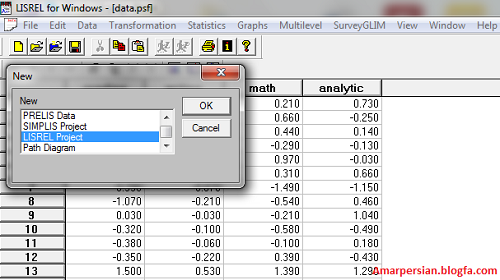 LISREL for Windows - [data.psf]
File Edit Data Transformation Statistics Graphs Multilevel SurveyGLIM View Window
New
New
PRELIS Data
SIMPLIS Project
LISREL Project
Path Diagram
OK
Cancel
math analytic
0.210 0.730
0.660 -0.250
0.440 0.140
-0.290 -0.130
0.970 -0.030
0.310 0.660
-1.490 -1.150
8 -1.070 -0.210 -0.540 0.460
9 0.030 -0.030 -0.210 1.040
10 -0.320 -0.100 -0.580 -0.490
11 -0.380 -0.060 -0.100 0.180
12 -0.350 -0.220 0.390 -0.430
13 1.500 0.530 1.390 1.290
Amarpersian.blogfa.com